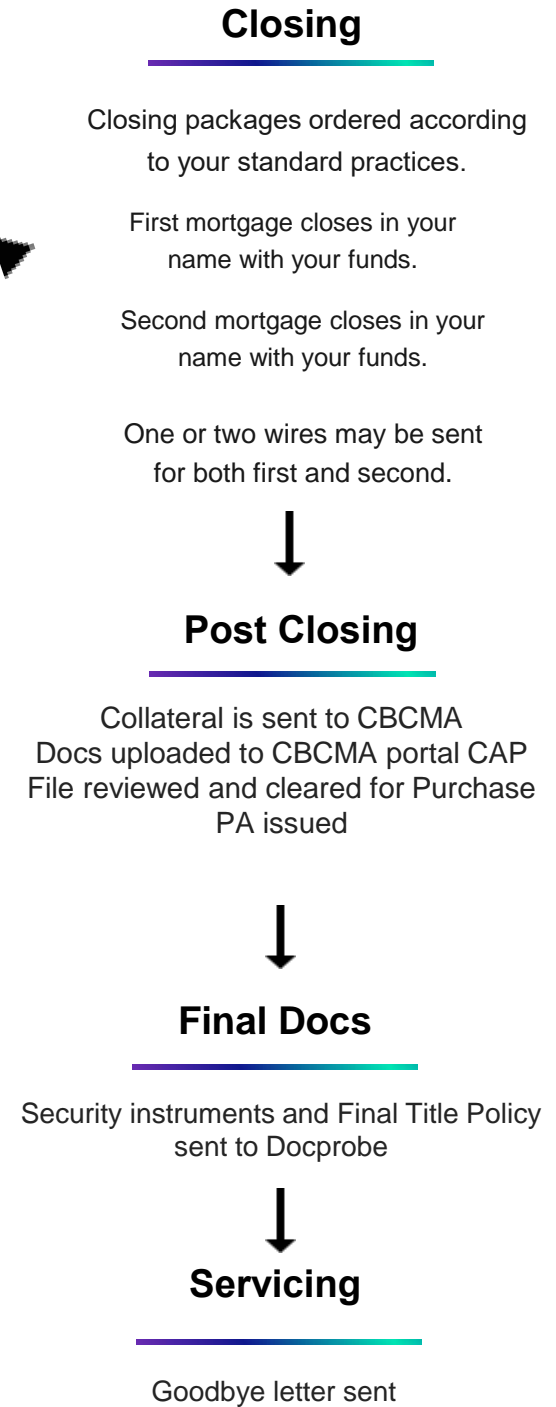 Closing
Closing packages ordered according
to your standard practices.
First mortgage closes in your
name with your funds.
Second mortgage closes in your
name with your funds.
One or two wires may be sent
for both first and second.
Post Closing
Collateral is sent to CBCMA
Docs uploaded to CBCMA portal CAP
File reviewed and cleared for Purchase
PA issued
Final Docs
Security instruments and Final Title Policy
sent to Docprobe
Servicing
Goodbye letter sent